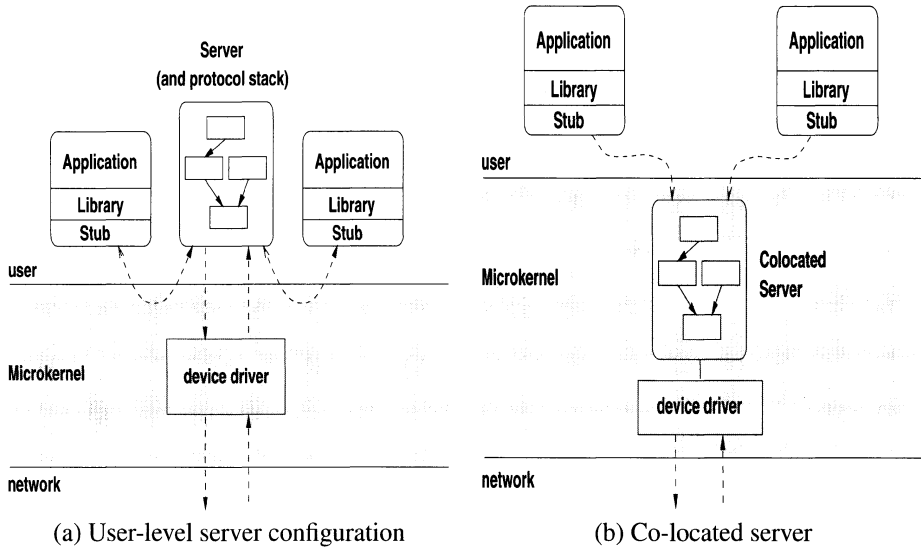 Server
(and protocol stack)
Application
Library
Stub
Application
Library
Stub
user
Microkernel
device driver
network
(a) User-level server configuration
Application
Library
Stub
Application
Library
Stub
user
Microkernel
Colocated
Server
device driver
network
(b) Co-located server